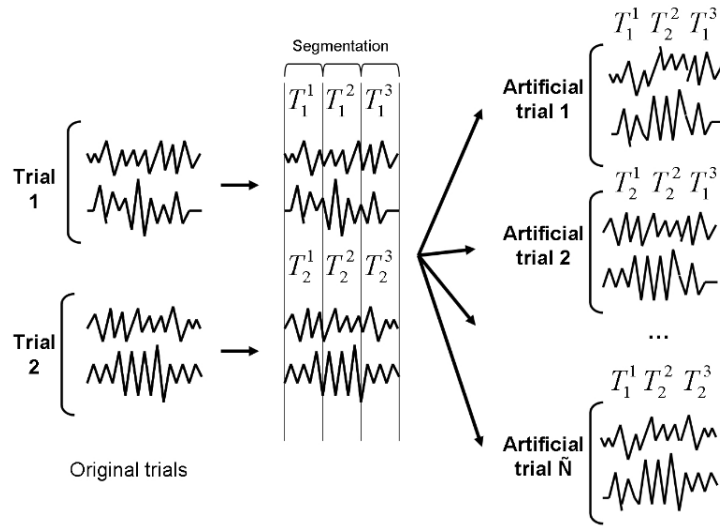 Segmentation
T_1^1 T_1^2 T_1^3
Trial
1
T_2^1 T_2^2 T_2^3
Trial
2
Original trials
T_1^1 T_2^2 T_1^3
Artificial
trial 1
T_2^1 T_2^2 T_1^3
Artificial
trial 2
...
T_1^1 T_2^2 T_2^3
Artificial
trial Ñ